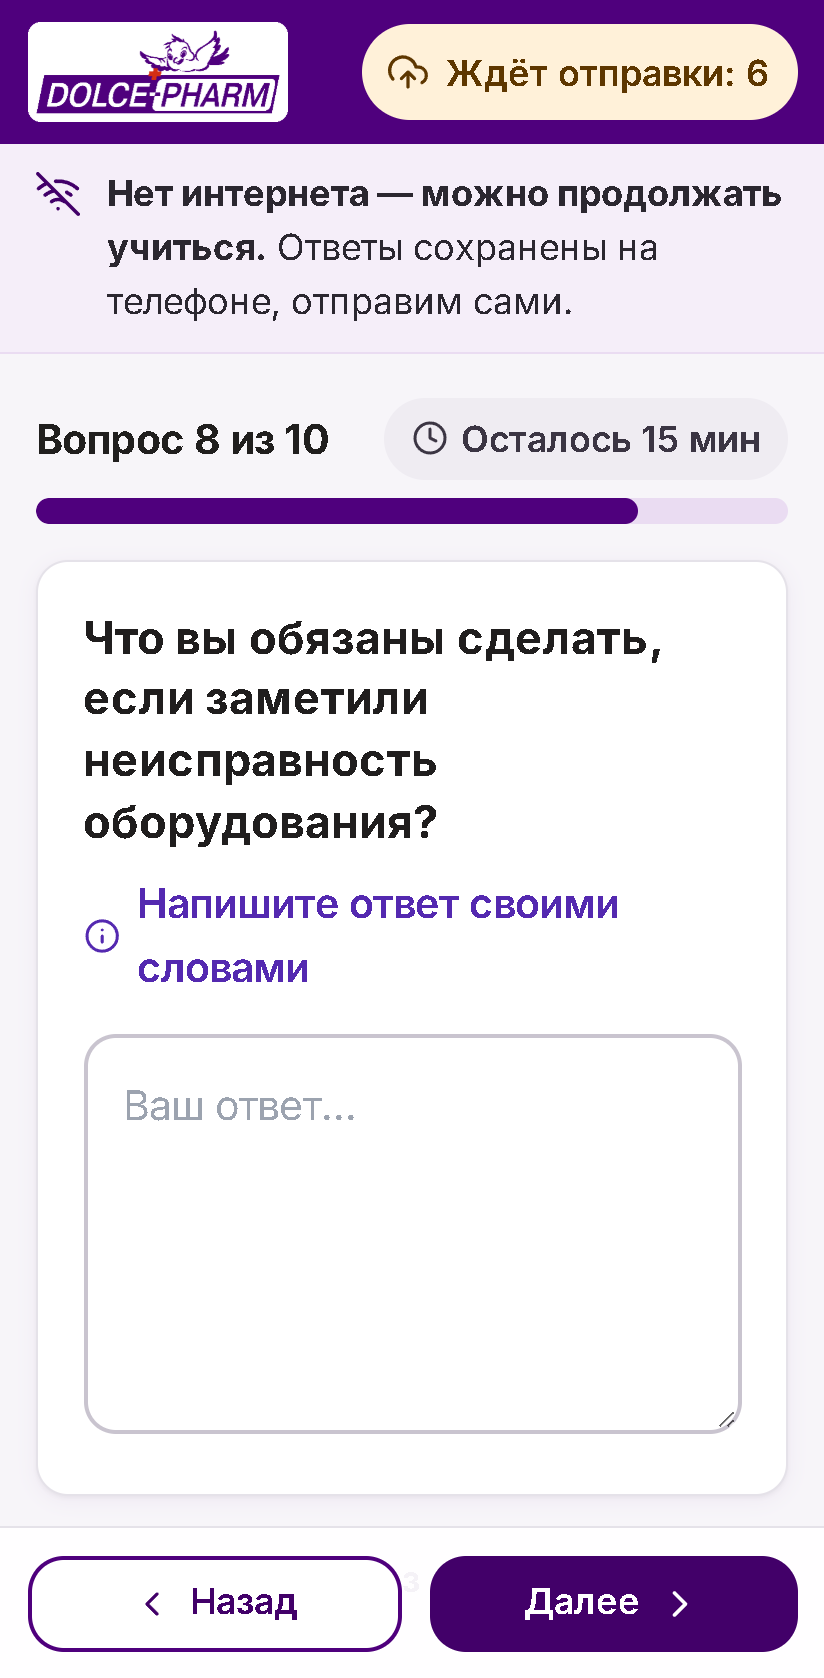 DOLCE-PHARM
Ждёт отправки: 6
Нет интернета — можно продолжать
учиться. Ответы сохранены на
телефоне, отправим сами.
Вопрос 8 из 10
Осталось 15 мин
Что вы обязаны сделать,
если заметили
неисправность
оборудования?
Напишите ответ своими
словами
Ваш ответ...
Назад
Далее